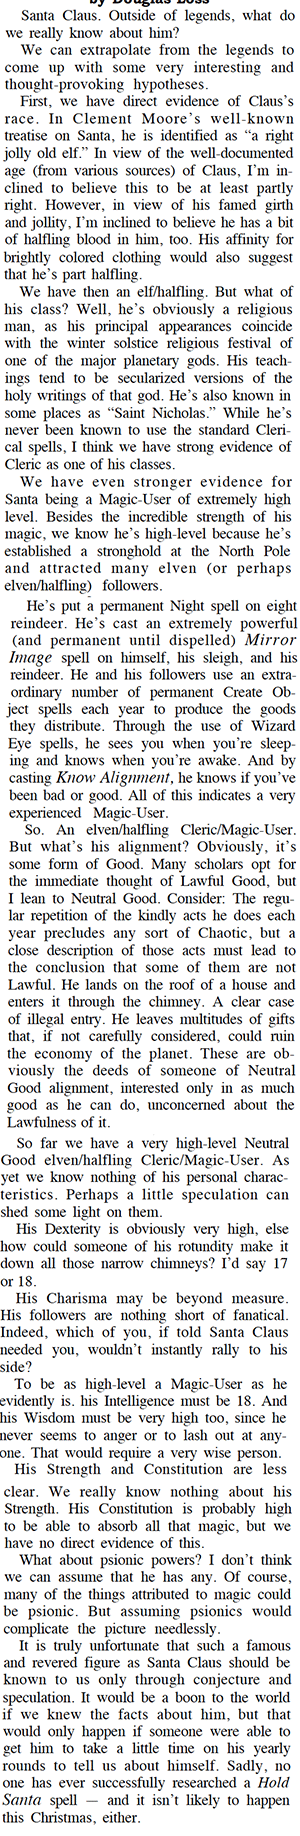 by Douglas Loss
Santa Claus. Outside of legends, what do
we really know about him?
We can extrapolate from the legends to
come up with some very interesting and
thought-provoking hypotheses.
First, we have direct evidence of Claus's
race. In Clement Moore's well-known
treatise on Santa, he is identified as "a right
jolly old elf." In view of the well-documented
age (from various sources) of Claus, I'm in-
clined to believe this to be at least partly
right. However, in view of his famed girth
and jollity, I'm inclined to believe he has a bit
of halfling blood in him, too. His affinity for
brightly colored clothing would also suggest
that he's part halfling.
We have then an elf/halfling. But what of
his class? Well, he's obviously a religious
man, as his principal appearances coincide
with the winter solstice religious festival of
one of the major planetary gods. His teach-
ings tend to be secularized versions of the
holy writings of that god. He's also known in
some places as "Saint Nicholas." While he's
never been known to use the standard Cleri-
cal spells, I think we have strong evidence of
Cleric as one of his classes.
We have even stronger evidence for
Santa being a Magic-User of extremely high
level. Besides the incredible strength of his
magic, we know he's high-level because he's
established a stronghold at the North Pole
and attracted many elven (or perhaps
elven/halfling) followers.
He's put a permanent Night spell on eight
reindeer. He's cast an extremely powerful
(and permanent until dispelled) Mirror
Image spell on himself, his sleigh, and his
reindeer. He and his followers use an extra-
ordinary number of permanent Create Ob-
ject spells each year to produce the goods
they distribute. Through the use of Wizard
Eye spells, he sees you when you're sleep-
ing and knows when you're awake. And by
casting Know Alignment, he knows if you've
been bad or good. All of this indicates a very
experienced Magic-User.
So. An elven/halfling Cleric/Magic-User.
But what's his alignment? Obviously, it's
some form of Good. Many scholars opt for
the immediate thought of Lawful Good, but
I lean to Neutral Good. Consider: The regu-
lar repetition of the kindly acts he does each
year precludes any sort of Chaotic, but a
close description of those acts must lead to
the conclusion that some of them are not
Lawful. He lands on the roof of a house and
enters it through the chimney. A clear case
of illegal entry. He leaves multitudes of gifts
that, if not carefully considered, could ruin
the economy of the planet. These are ob-
viously the deeds of someone of Neutral
Good alignment, interested only in as much
good as he can do, unconcerned about the
Lawfulness of it.
So far we have a very high-level Neutral
Good elven/halfling Cleric/Magic-User. As
yet we know nothing of his personal charac-
teristics. Perhaps a little speculation can
shed some light on them.
His Dexterity is obviously very high, else
how could someone of his rotundity make it
down all those narrow chimneys? I'd say 17
or 18.
His Charisma may be beyond measure.
His followers are nothing short of fanatical.
Indeed, which of you, if told Santa Claus
needed you, wouldn't instantly rally to his
side?
To be as high-level a Magic-User as he
evidently is. his Intelligence must be 18. And
his Wisdom must be very high too, since he
never seems to anger or to lash out at any-
one. That would require a very wise person.
His Strength and Constitution are less
clear. We really know nothing about his
Strength. His Constitution is probably high
to be able to absorb all that magic, but we
have no direct evidence of this.
What about psionic powers? I don't think
we can assume that he has any. Of course,
many of the things attributed to magic could
be psionic. But assuming psionics would
complicate the picture needlessly.
It is truly unfortunate that such a famous
and revered figure as Santa Claus should be
known to us only through conjecture and
speculation. It would be a boon to the world
if we knew the facts about him, but that
would only happen if someone were able to
get him to take a little time on his yearly
rounds to tell us about himself. Sadly, no
one has ever successfully researched a Hold
Santa spell — and it isn't likely to happen
this Christmas, either.